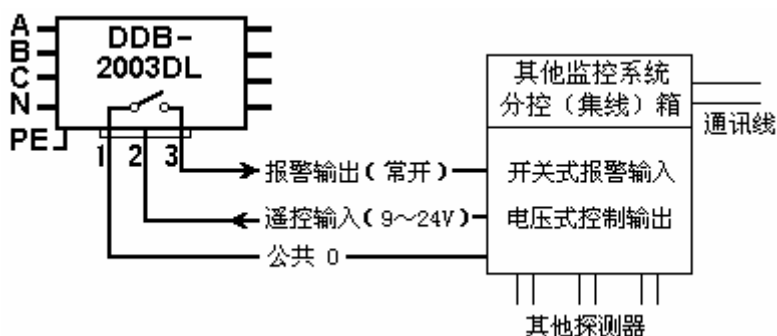 A
B
C
N
PE
DDB-
2003DL
1 2 3
其他监控系统
分控（集线）箱
通讯线
报警输出(常开)
开关式报警输入
遥控输入(9～24V)
电压式控制输出
公共 0
其他探测器